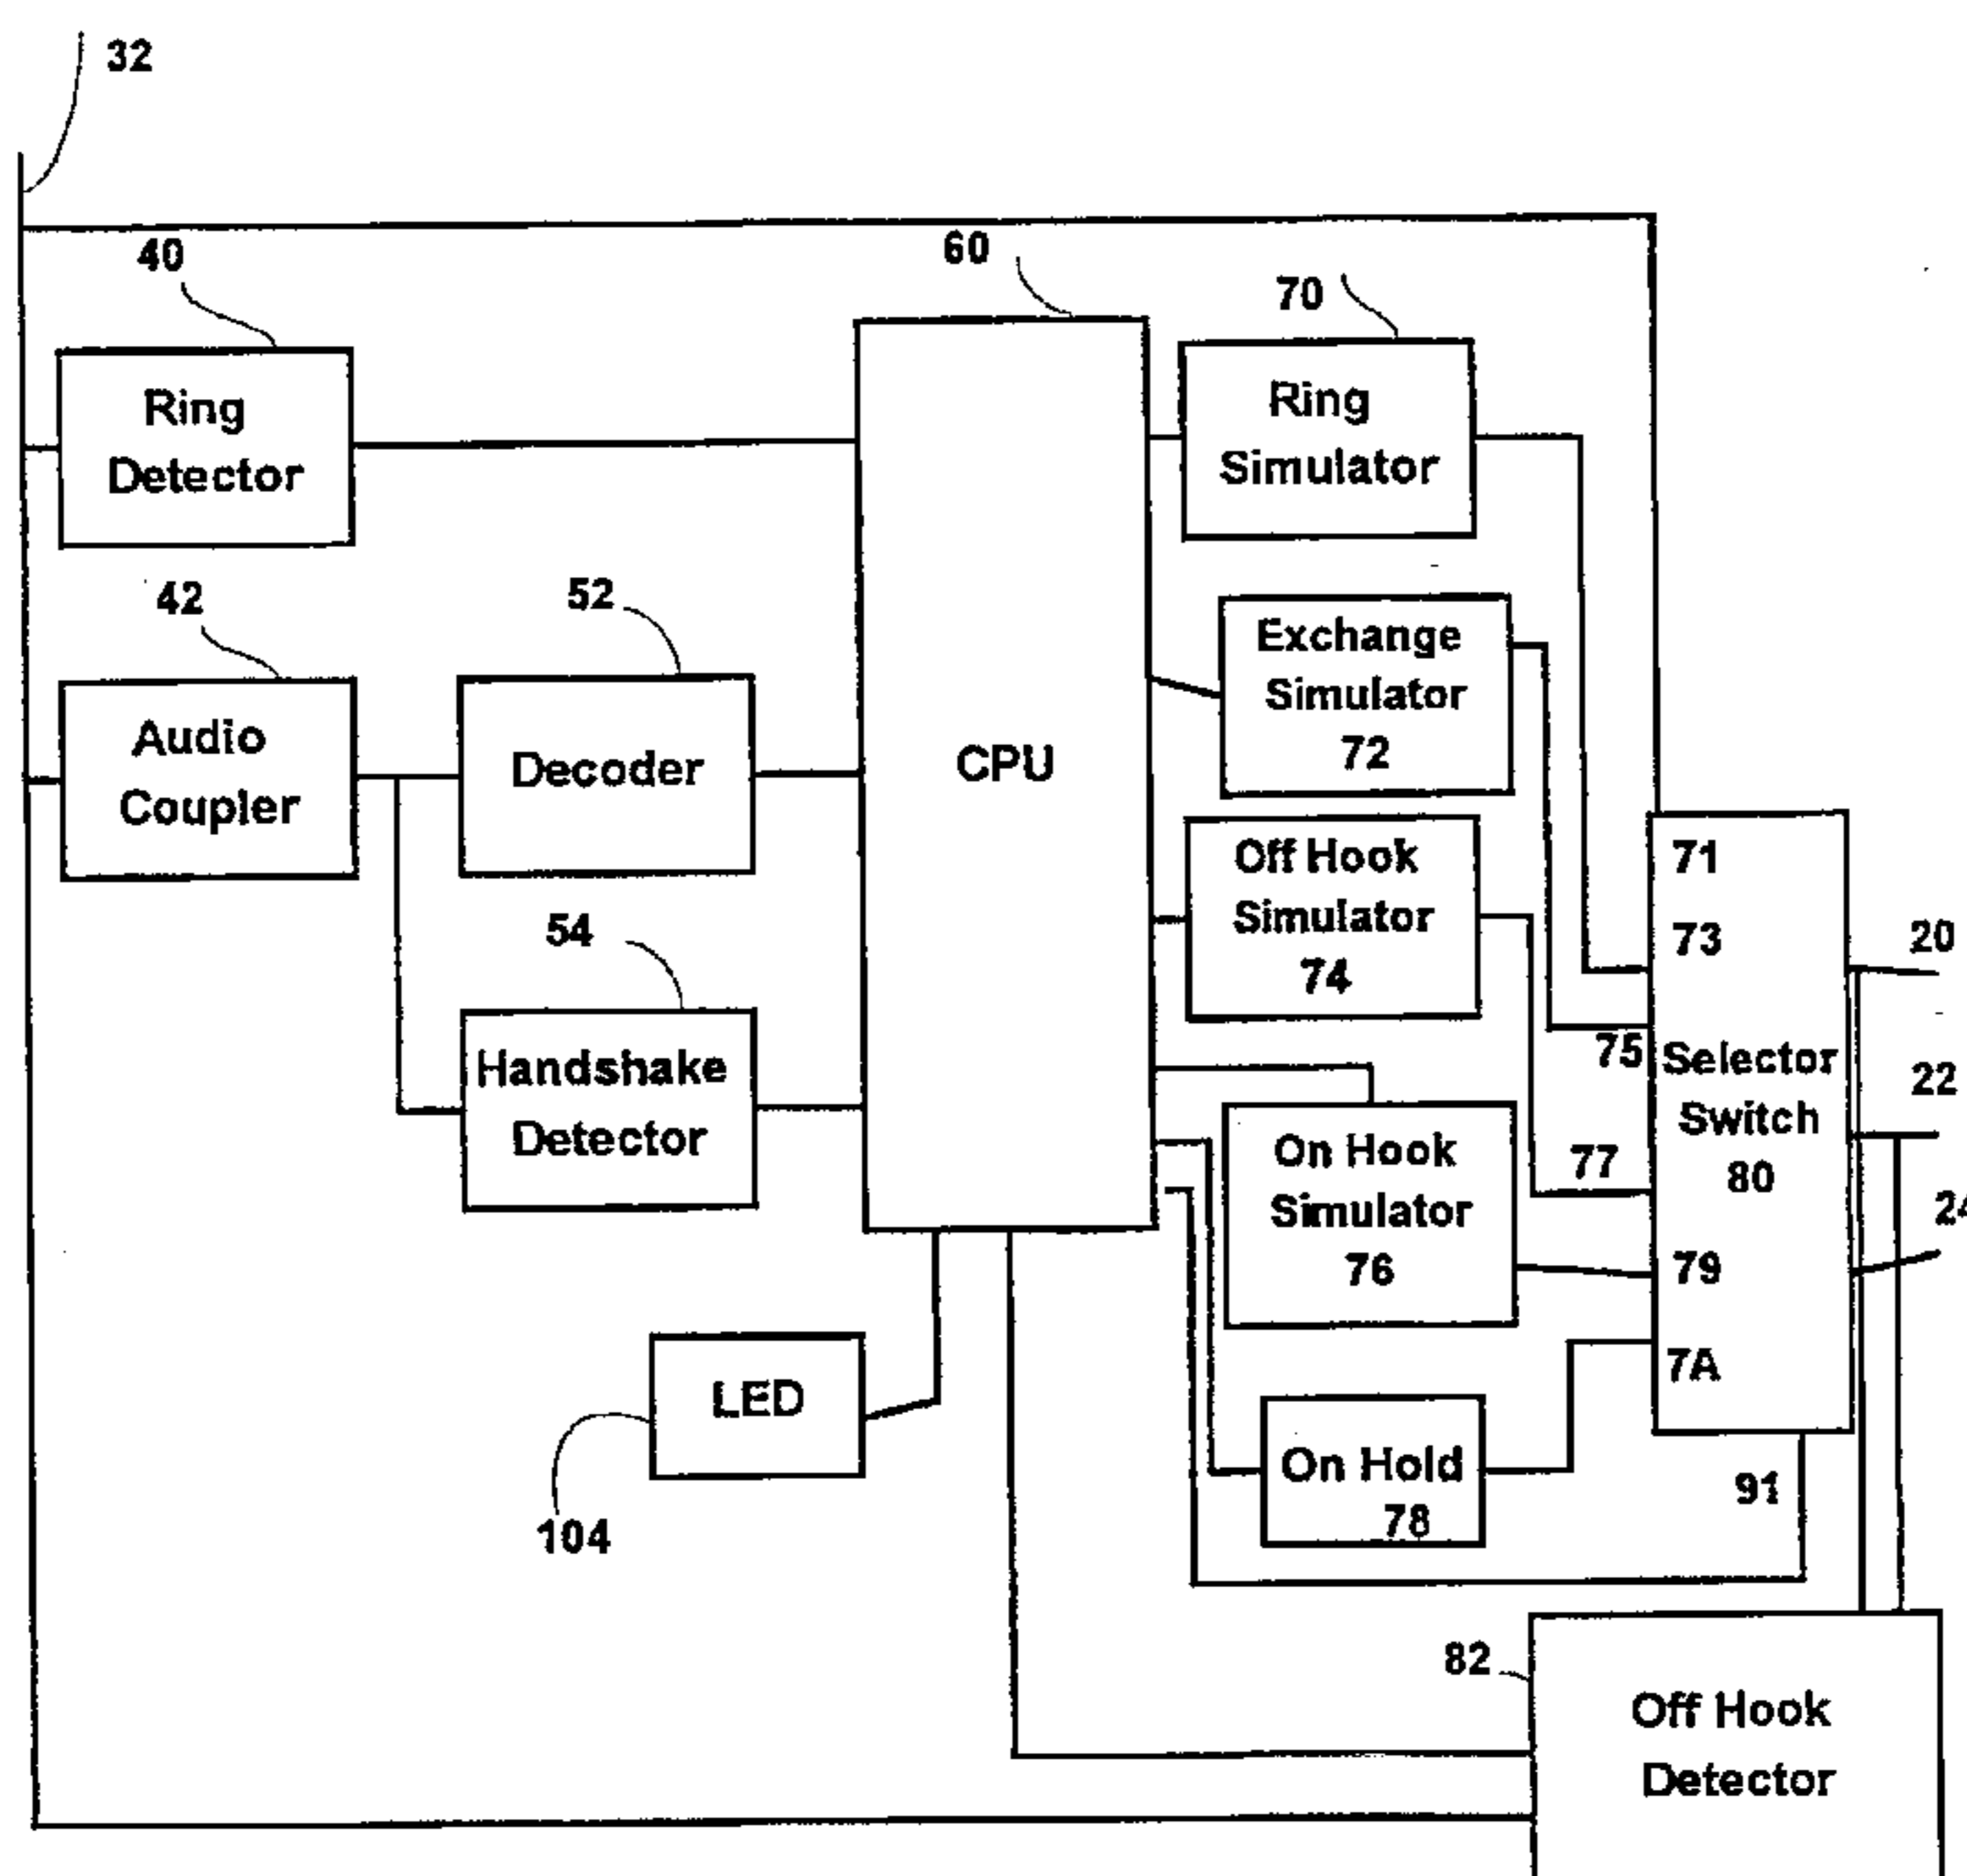 32
40
60
70
Ring
Detector
Ring
Simulator
42
52
Exchange
Simulator
72
Audio
Coupler
Decoder
CPU
Off Hook
Simulator
74
71
73
20
54
75
Selector
Switch
80
22
Handshake
Detector
On Hook
Simulator
76
77
79
24
7A
LED
On Hold
78
91
104
82
Off Hook
Detector